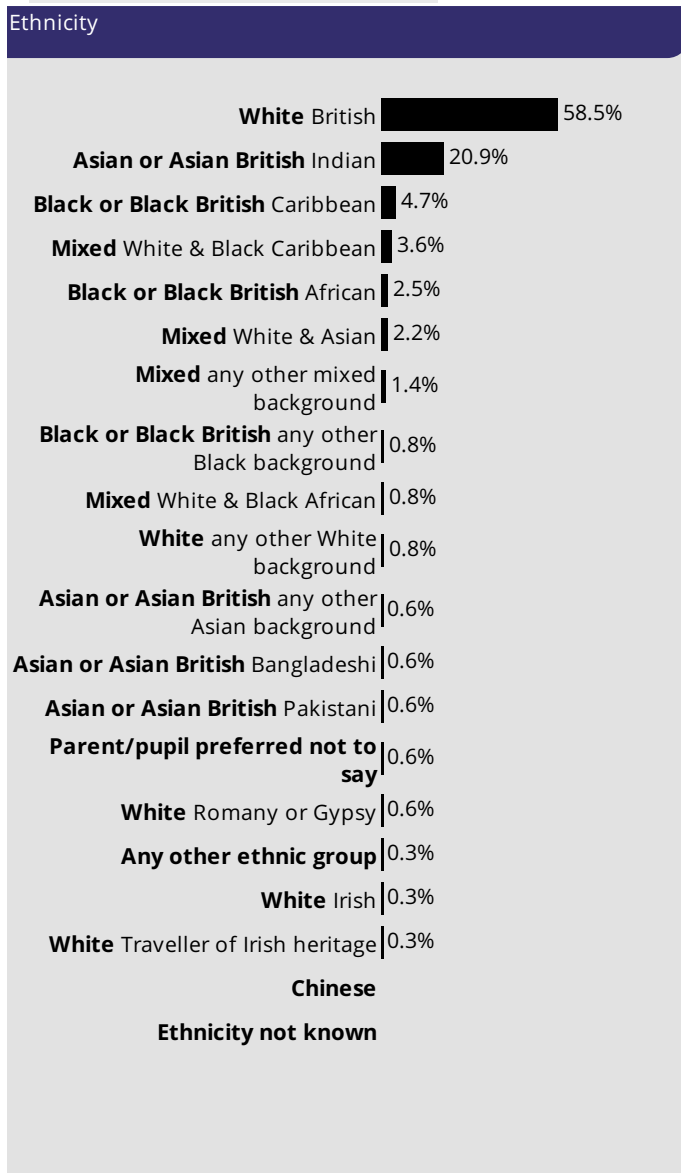 Ethnicity
White British 58.5%
Asian or Asian British Indian 20.9%
Black or Black British Caribbean 4.7%
Mixed White & Black Caribbean 3.6%
Black or Black British African 2.5%
Mixed White & Asian 2.2%
Mixed any other mixed
background 1.4%
Black or Black British any other
Black background 0.8%
Mixed White & Black African 0.8%
White any other White
background 0.8%
Asian or Asian British any other
Asian background 0.6%
Asian or Asian British Bangladeshi 0.6%
Asian or Asian British Pakistani 0.6%
Parent/pupil preferred not to
say 0.6%
White Romany or Gypsy 0.6%
Any other ethnic group 0.3%
White Irish 0.3%
White Traveller of Irish heritage 0.3%
Chinese
Ethnicity not known